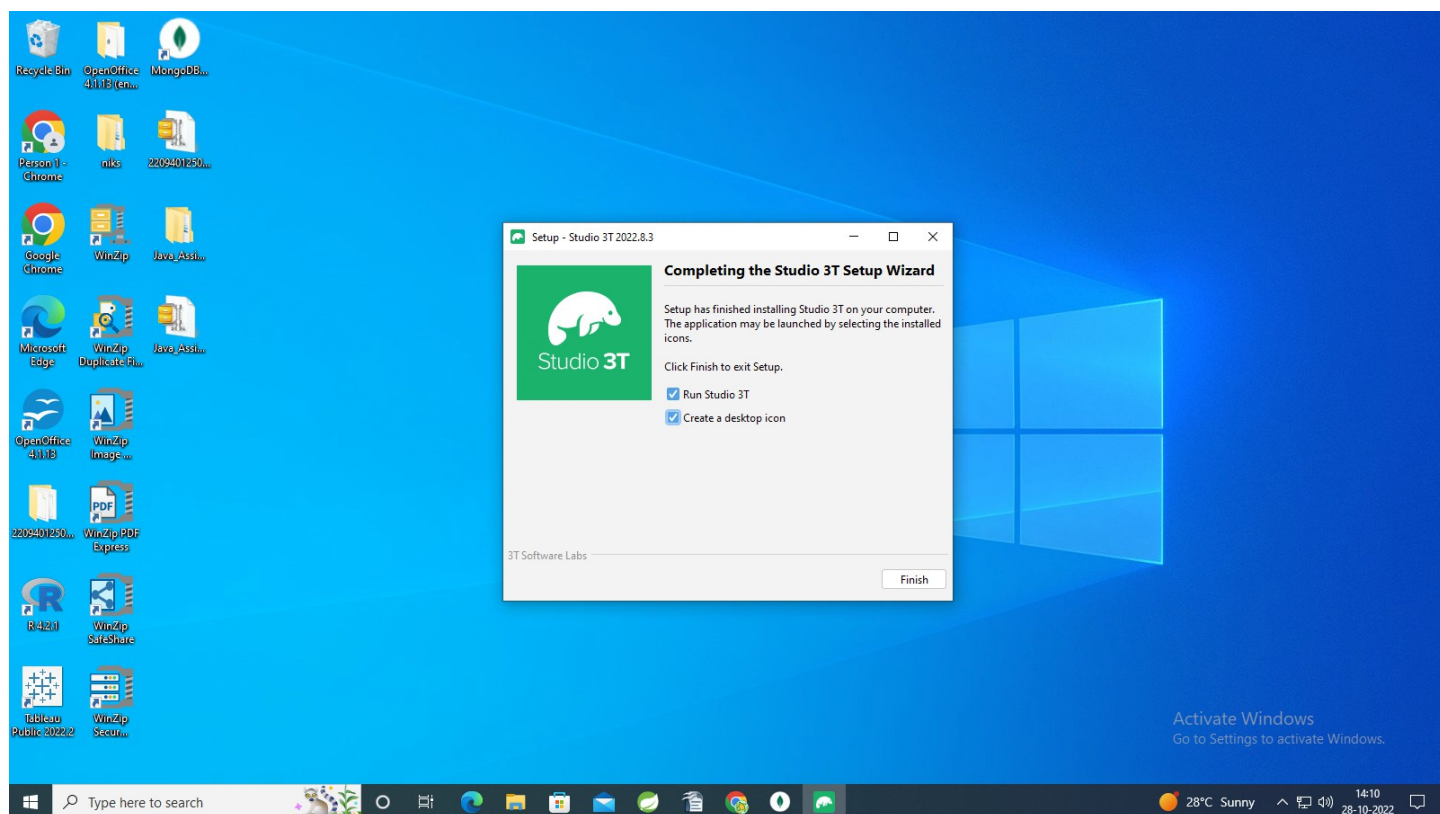 Recycle Bin
OpenOffice
4.1.13 (en...
MongoDB...
Person 1 -
Chrome
niks
2209401250...
Google
Chrome
WinZip
Java_Assi...
Microsoft
Edge
WinZip
Duplicate Fi...
Java_Assi...
OpenOffice
4.1.13
WinZip
Image ...
2209401250...
PDF
WinZip PDF
Express
R
R 4.2.1
WinZip
SafeShare
Tableau
Public 2022.2
WinZip
Secur...
Setup - Studio 3T 2022.8.3
Studio 3T
Completing the Studio 3T Setup Wizard
Setup has finished installing Studio 3T on your computer.
The application may be launched by selecting the installed
icons.
Click Finish to exit Setup.
Run Studio 3T
Create a desktop icon
3T Software Labs
Finish
Activate Windows
Go to Settings to activate Windows.
Type here to search
28°C Sunny
14:10
28-10-2022